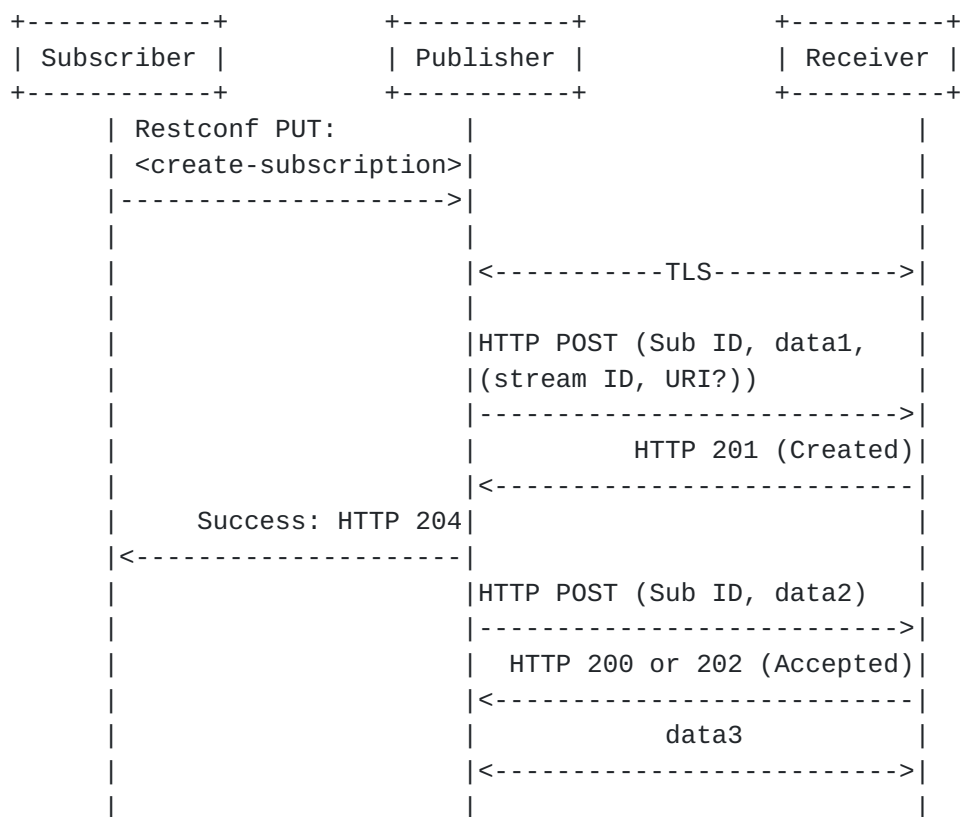 Subscriber Publisher Receiver
Restconf PUT:
<create-subscription>
TLS
HTTP POST (Sub ID, data1,
(stream ID, URI?))
HTTP 201 (Created)
Success: HTTP 204
HTTP POST (Sub ID, data2)
HTTP 200 or 202 (Accepted)
data3